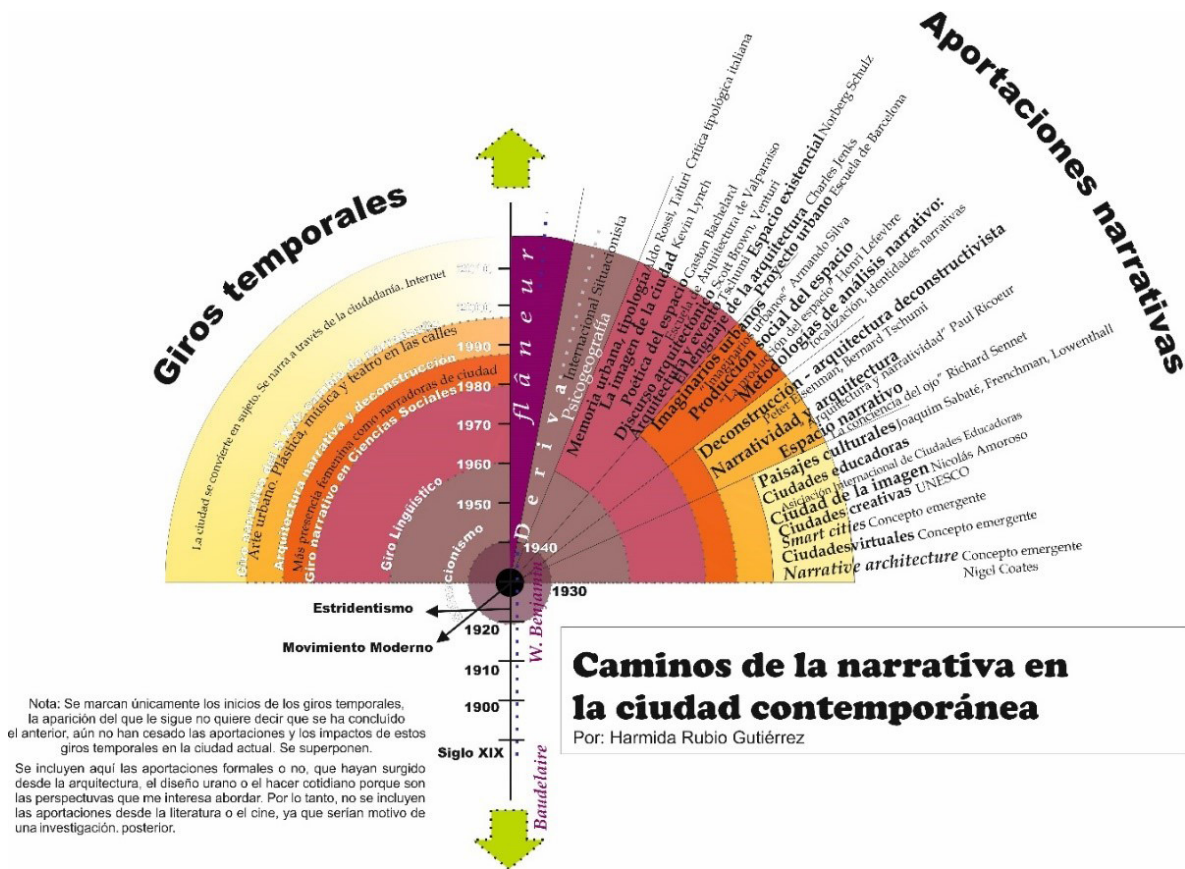 Giros temporales
Aportaciones narrativas
2000
1990
1980
1970
1960
1950
1940
1930
1920
1910
1900
Siglo XIX
La ciudad se convierte en sujeto. Se narra a través de la ciudadanía. Internet
Arte urbano. Plástica, música y teatro en las calles
Arquitectura narrativa y deconstrucción
Más presencia femenina como narradoras de ciudad
Giro narrativo en Ciencias Sociales
Giro Lingüístico
Estridentismo
Movimiento Moderno
flâneur
Deriva
W. Benjamin
Baudelaire
Internacional Situacionista
Psicogeografía
Memoria urbana, tipología Aldo Rossi, Tafuri Crítica tipológica italiana
La imagen de la ciudad Kevin Lynch
Poética del espacio Gaston Bachelard
Escuela de Arquitectura de Valparaíso
Discurso arquitectónico Scott Brown, Venturi
Arquitectura y evento Tschumi Espacio existencial Norberg Schulz
El lenguaje de la arquitectura Charles Jenks
Proyecto urbano Escuela de Barcelona
Imaginarios urbanos
urbanos" Armando Silva
Producción social del espacio
"La producción del espacio" Henri Lefevbre
Metodologías de análisis narrativo:
focalización, identidades narrativas
Deconstrucción - arquitectura deconstructivista
Peter Eisenman, Bernard Tschumi
Narratividad y arquitectura
Arquitectura y narratividad" Paul Ricoeur
Espacio narrativo
"La conciencia del ojo" Richard Sennet
Paisajes culturales Joaquim Sabaté, Frenchman, Lowenthall
Ciudades educadoras
Asiciación Internacional de Ciudades Educadoras
Ciudad de la imagen Nicolás Amoroso
Ciudades creativas UNESCO
Smart cities Concepto emergente
Ciudades virtuales Concepto emergente
Narrative architecture Concepto emergente
Nigel Coates
Caminos de la narrativa en
la ciudad contemporánea
Por: Harmida Rubio Gutiérrez
Nota: Se marcan únicamente los inicios de los giros temporales,
la aparición del que le sigue no quiere decir que se ha concluído
el anterior, aún no han cesado las aportaciones y los impactos de estos
giros temporales en la ciudad actual. Se superponen.
Se incluyen aquí las aportaciones formales o no, que hayan surgido
desde la arquitectura, el diseño urano o el hacer cotidiano porque son
las perspectuvas que me interesa abordar. Por lo tanto, no se incluyen
las aportaciones desde la literatura o el cine, ya que serían motivo de
una investigación. posterior.